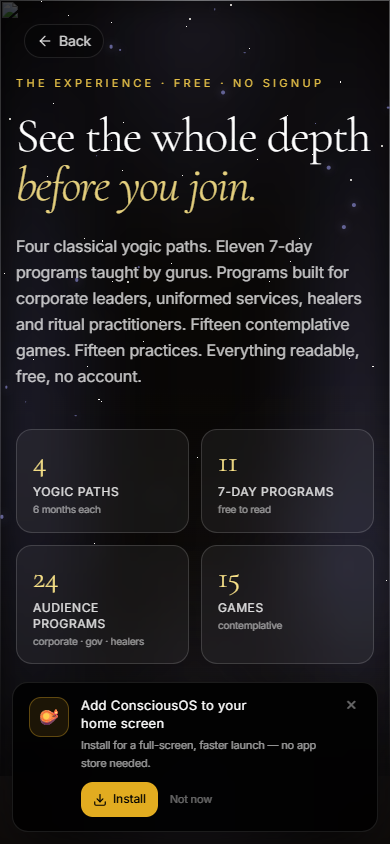 Back
THE EXPERIENCE · FREE · NO SIGNUP
See the whole depth
before you join.
Four classical yogic paths. Eleven 7-day
programs taught by gurus. Programs built for
corporate leaders, uniformed services, healers
and ritual practitioners. Fifteen contemplative
games. Fifteen practices. Everything readable,
free, no account.
4
YOGIC PATHS
6 months each
11
7-DAY PROGRAMS
free to read
24
AUDIENCE
PROGRAMS
corporate · gov · healers
15
GAMES
contemplative
Add ConsciousOS to your
home screen
Install for a full-screen, faster launch — no app
store needed.
Install
Not now